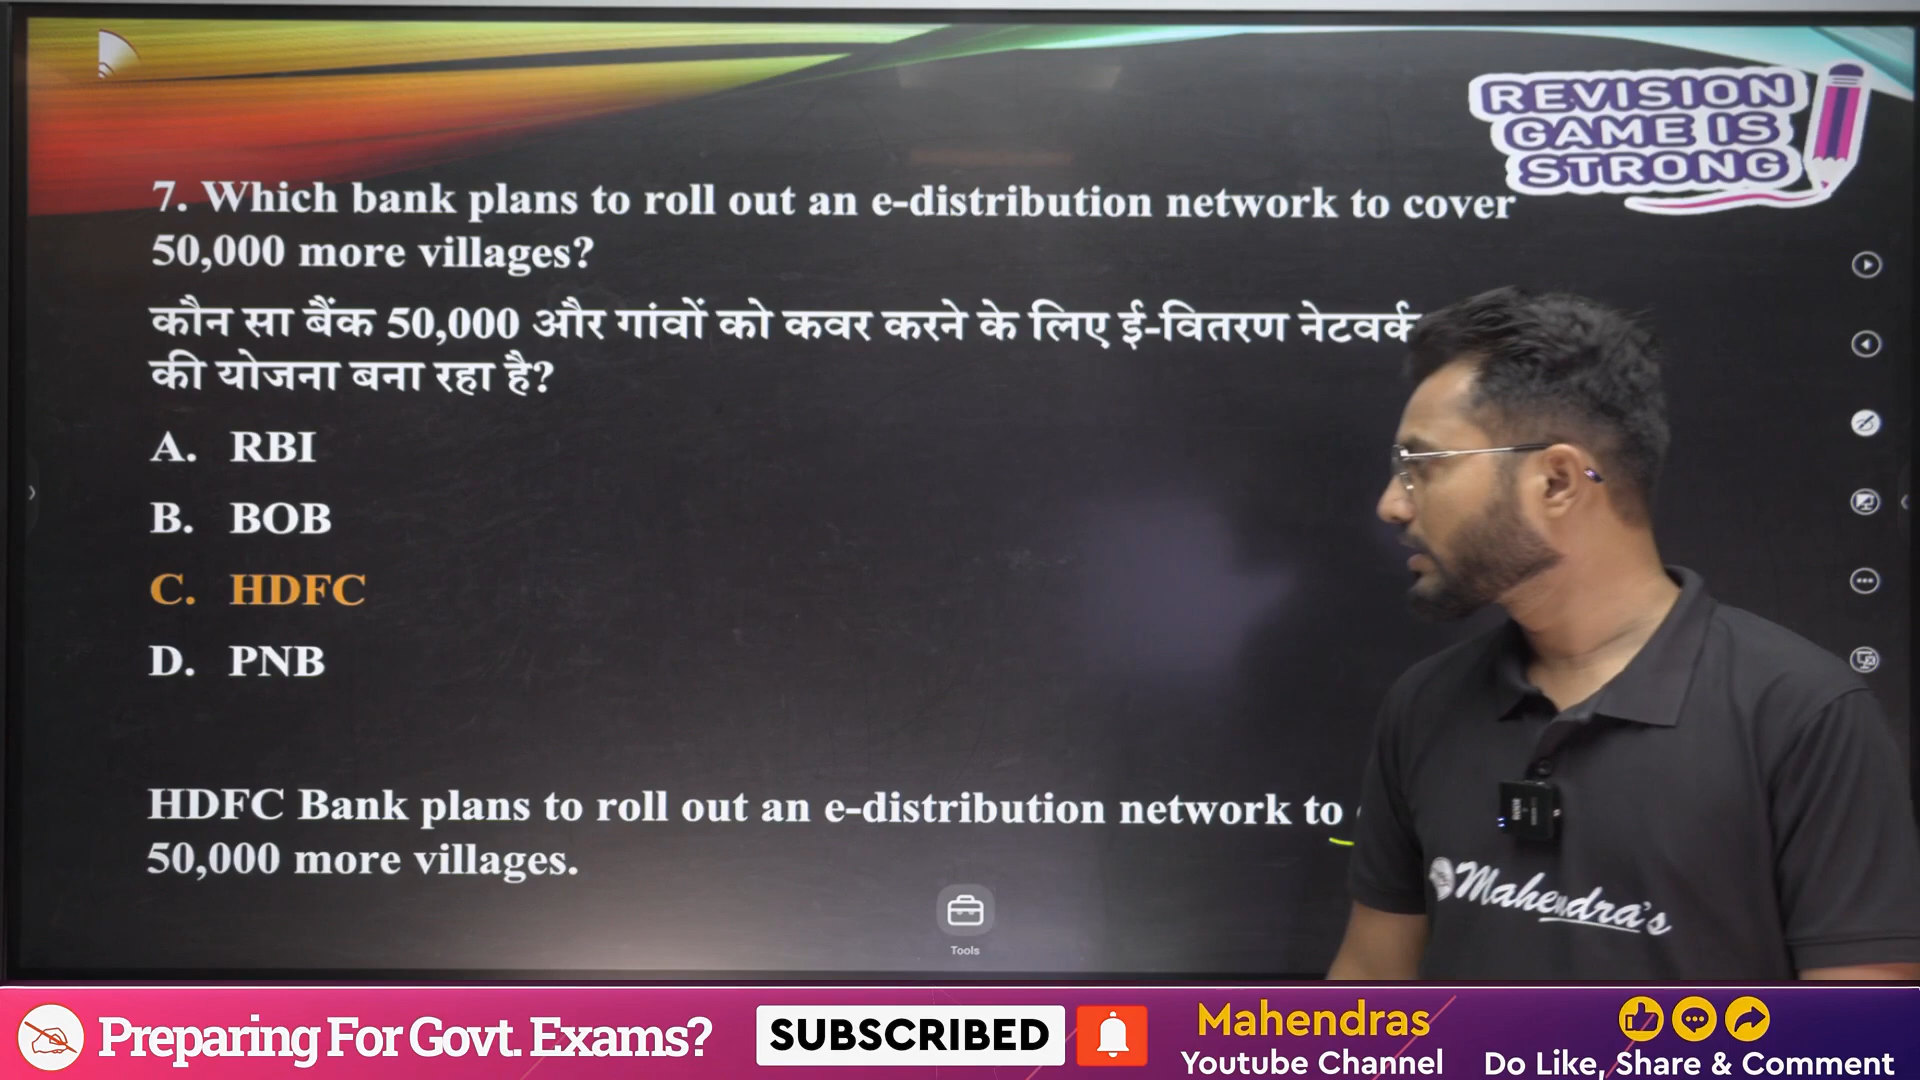 REVISION
GAME IS
STRONG
7. Which bank plans to roll out an e-distribution network to cover
50,000 more villages?
कौन सा बैंक 50,000 और गांवों को कवर करने के लिए ई-वितरण नेटवर्क
की योजना बना रहा है?
A. RBI
B. BOB
C. HDFC
D. PNB
HDFC Bank plans to roll out an e-distribution network to
50,000 more villages.
Tools
Mahendra's
Preparing For Govt. Exams?
SUBSCRIBED
Mahendras
Youtube Channel
Do Like, Share & Comment